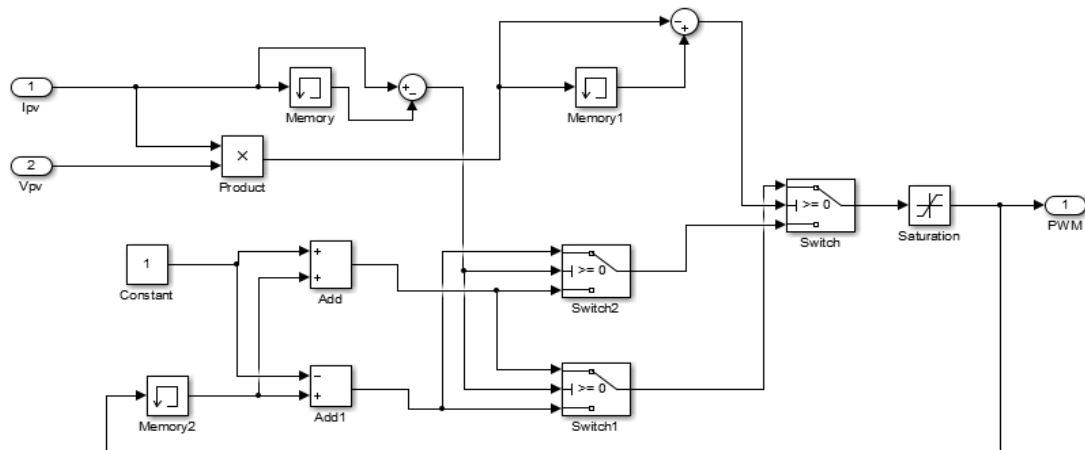 1
Ipv
Memory
+
−
−
+
Memory1
2
Vpv
×
Product
>= 0
Switch
Saturation
1
PWM
1
Constant
+
+
Add
>= 0
Switch2
Memory2
−
+
Add1
>= 0
Switch1